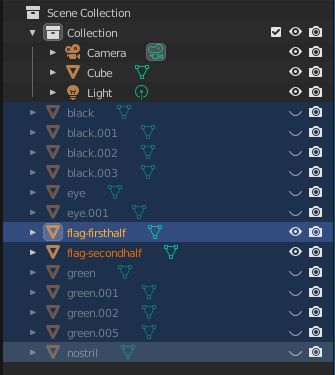 Scene Collection
Collection
Camera
Cube
Light
black
black.001
black.002
black.003
eye
eye.001
flag-firsthalf
flag-secondhalf
green
green.001
green.002
green.005
nostril